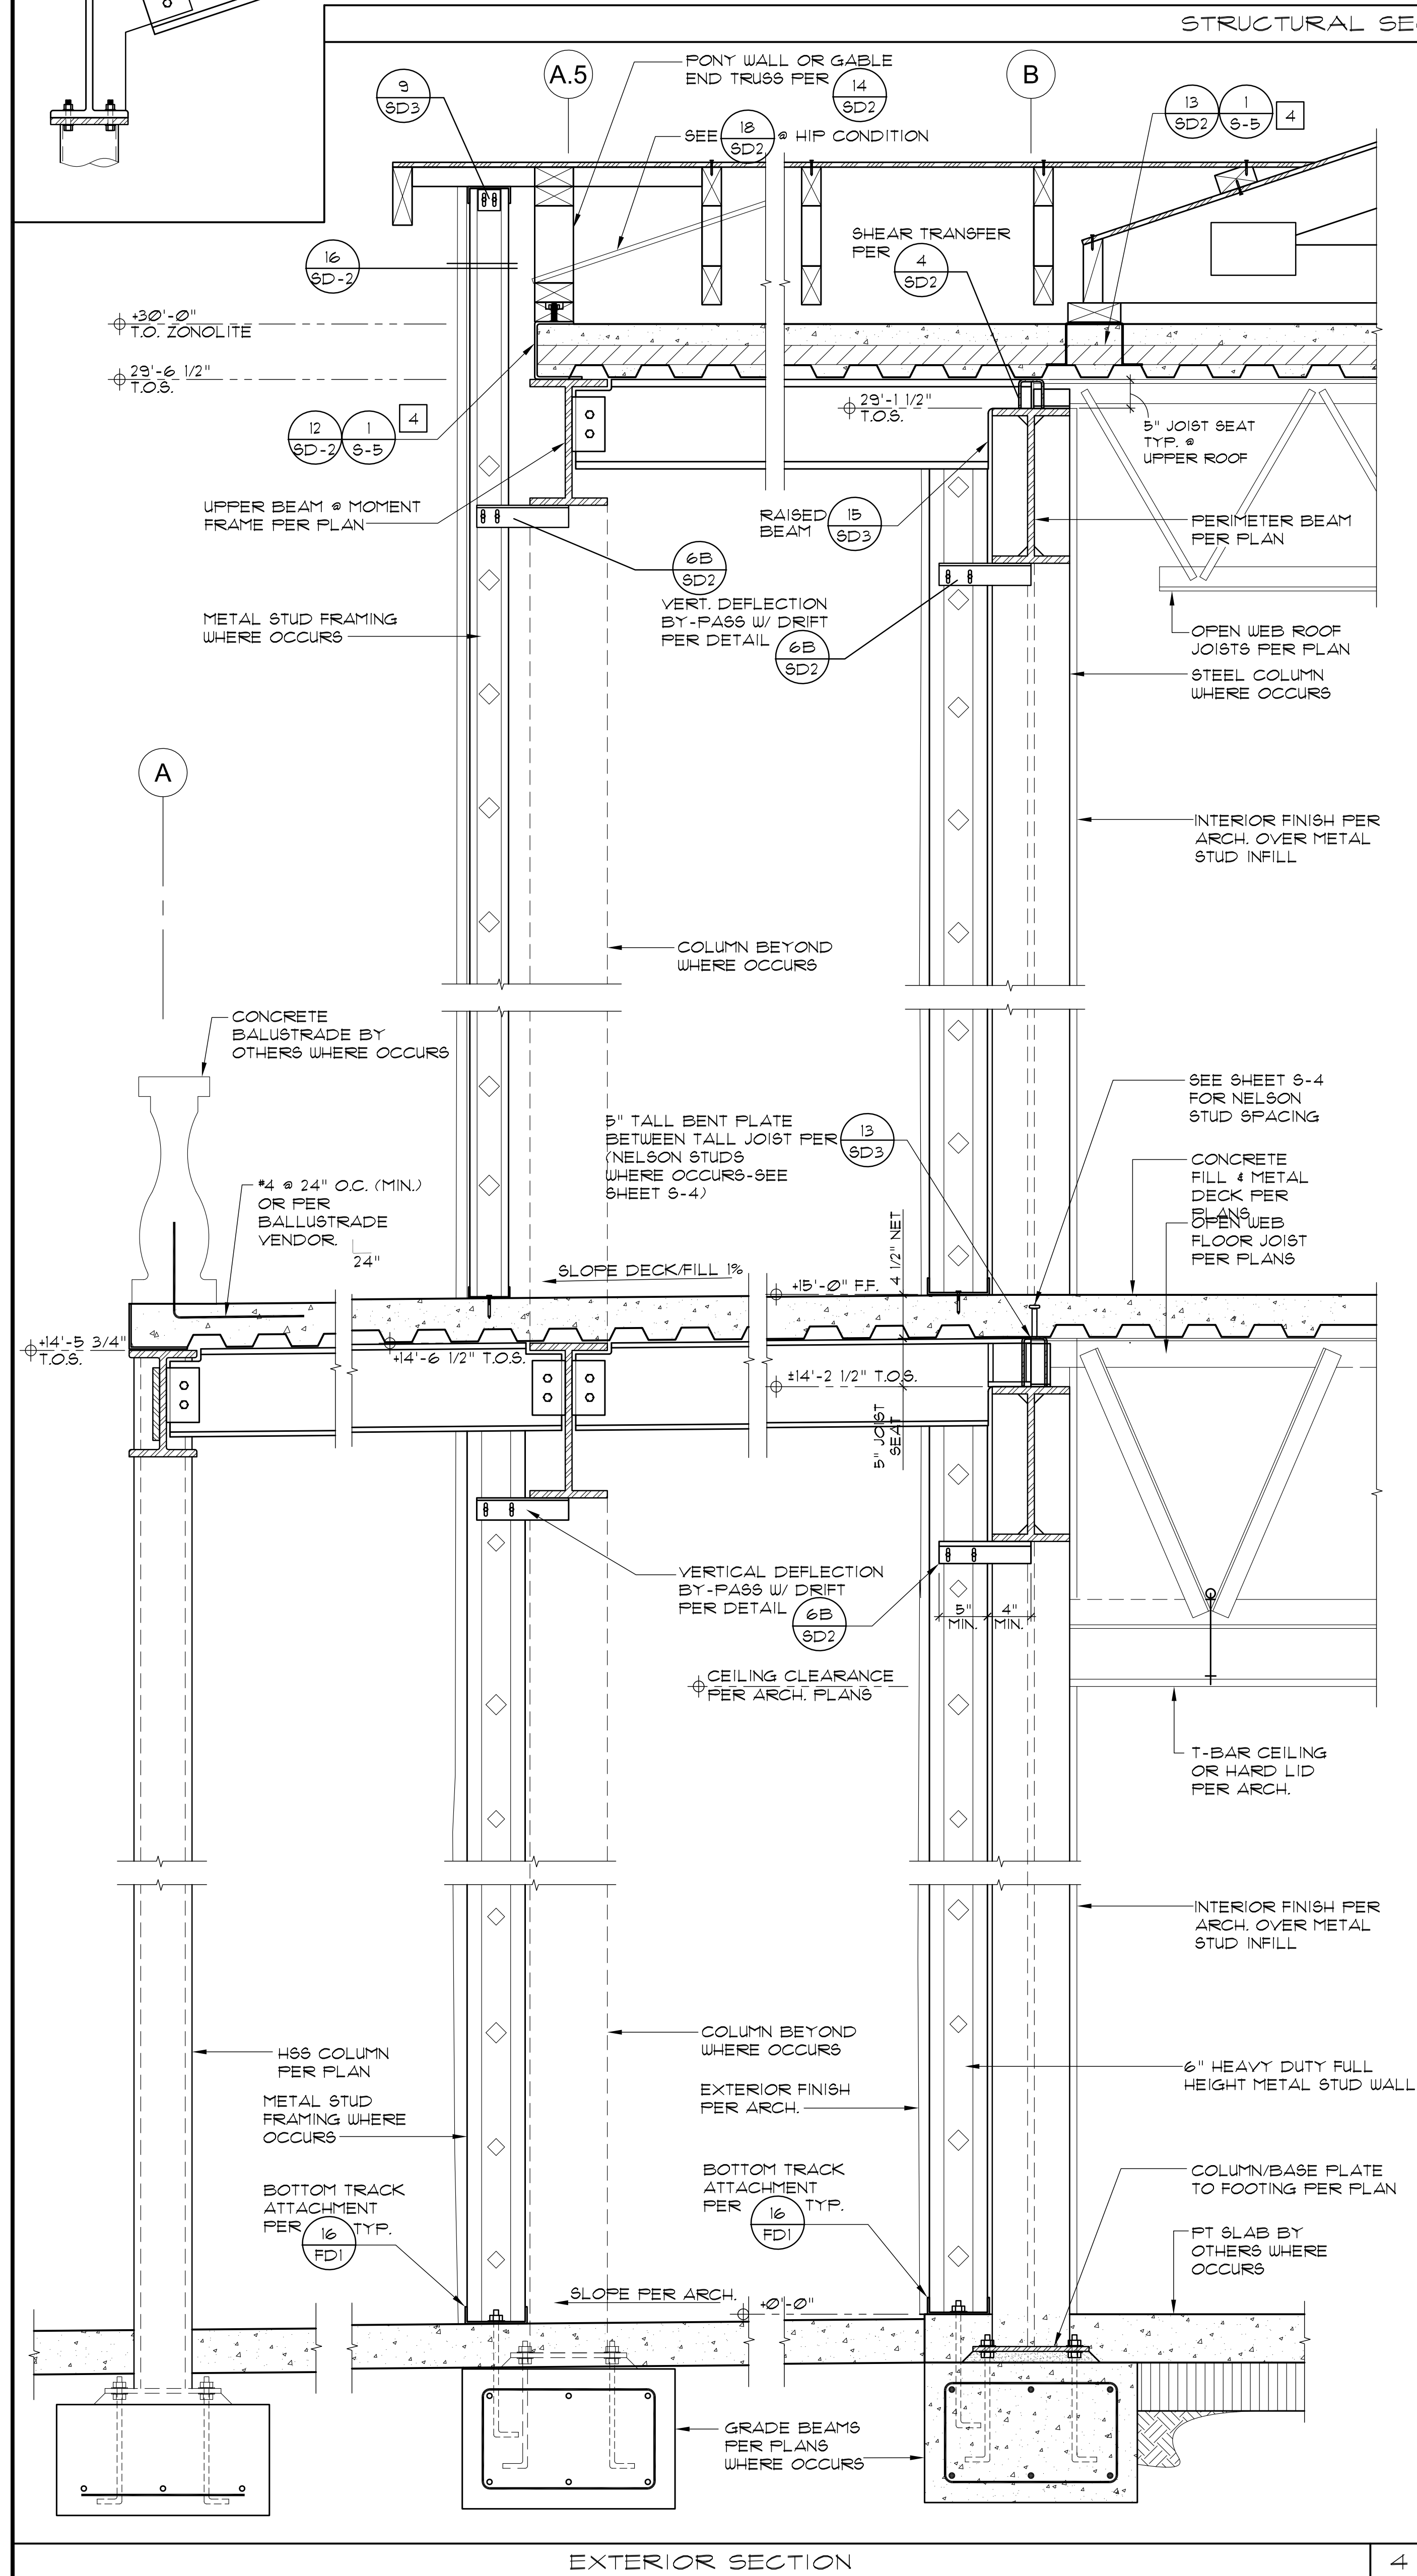 STRUCTURAL SE
A.5
B
PONY WALL OR GABLE
END TRUSS PER
14
SD2
9
SD3
13
SD2
1
S-5
4
SEE
18
SD2
@ HIP CONDITION
SHEAR TRANSFER
PER
4
SD2
16
SD-2
+30'-0"
T.O. ZONOLITE
29'-6 1/2"
T.O.S.
29'-1 1/2"
T.O.S.
12
SD-2
1
S-5
4
5" JOIST SEAT
TYP. @
UPPER ROOF
UPPER BEAM @ MOMENT
FRAME PER PLAN
RAISED
BEAM
15
SD3
PERIMETER BEAM
PER PLAN
6B
SD2
VERT. DEFLECTION
BY-PASS W/ DRIFT
PER DETAIL
6B
SD2
METAL STUD FRAMING
WHERE OCCURS
OPEN WEB ROOF
JOISTS PER PLAN
STEEL COLUMN
WHERE OCCURS
A
INTERIOR FINISH PER
ARCH. OVER METAL
STUD INFILL
COLUMN BEYOND
WHERE OCCURS
CONCRETE
BALUSTRADE BY
OTHERS WHERE OCCURS
SEE SHEET S-4
FOR NELSON
STUD SPACING
5" TALL BENT PLATE
BETWEEN TALL JOIST PER
(NELSON STUDS
WHERE OCCURS-SEE
SHEET S-4)
13
SD3
CONCRETE
FILL & METAL
DECK PER
PLANS
OPEN WEB
FLOOR JOIST
PER PLANS
#4 @ 24" O.C. (MIN.)
OR PER
BALLUSTRADE
VENDOR.
24"
4 1/2" NET
SLOPE DECK/FILL 1%
+15'-0" F.F.
+14'-5 3/4"
T.O.S.
+14'-6 1/2" T.O.S.
±14'-2 1/2" T.O.S.
5" JOIST
SEAT
VERTICAL DEFLECTION
BY-PASS W/ DRIFT
PER DETAIL
6B
SD2
5"
MIN.
4"
MIN.
CEILING CLEARANCE
PER ARCH. PLANS
T-BAR CEILING
OR HARD LID
PER ARCH.
INTERIOR FINISH PER
ARCH. OVER METAL
STUD INFILL
HSS COLUMN
PER PLAN
COLUMN BEYOND
WHERE OCCURS
METAL STUD
FRAMING WHERE
OCCURS
EXTERIOR FINISH
PER ARCH.
6" HEAVY DUTY FULL
HEIGHT METAL STUD WALL
BOTTOM TRACK
ATTACHMENT
PER
16
FD1
TYP.
BOTTOM TRACK
ATTACHMENT
PER
16
FD1
TYP.
COLUMN/BASE PLATE
TO FOOTING PER PLAN
PT SLAB BY
OTHERS WHERE
OCCURS
SLOPE PER ARCH.
+0'-0"
GRADE BEAMS
PER PLANS
WHERE OCCURS
EXTERIOR SECTION
4